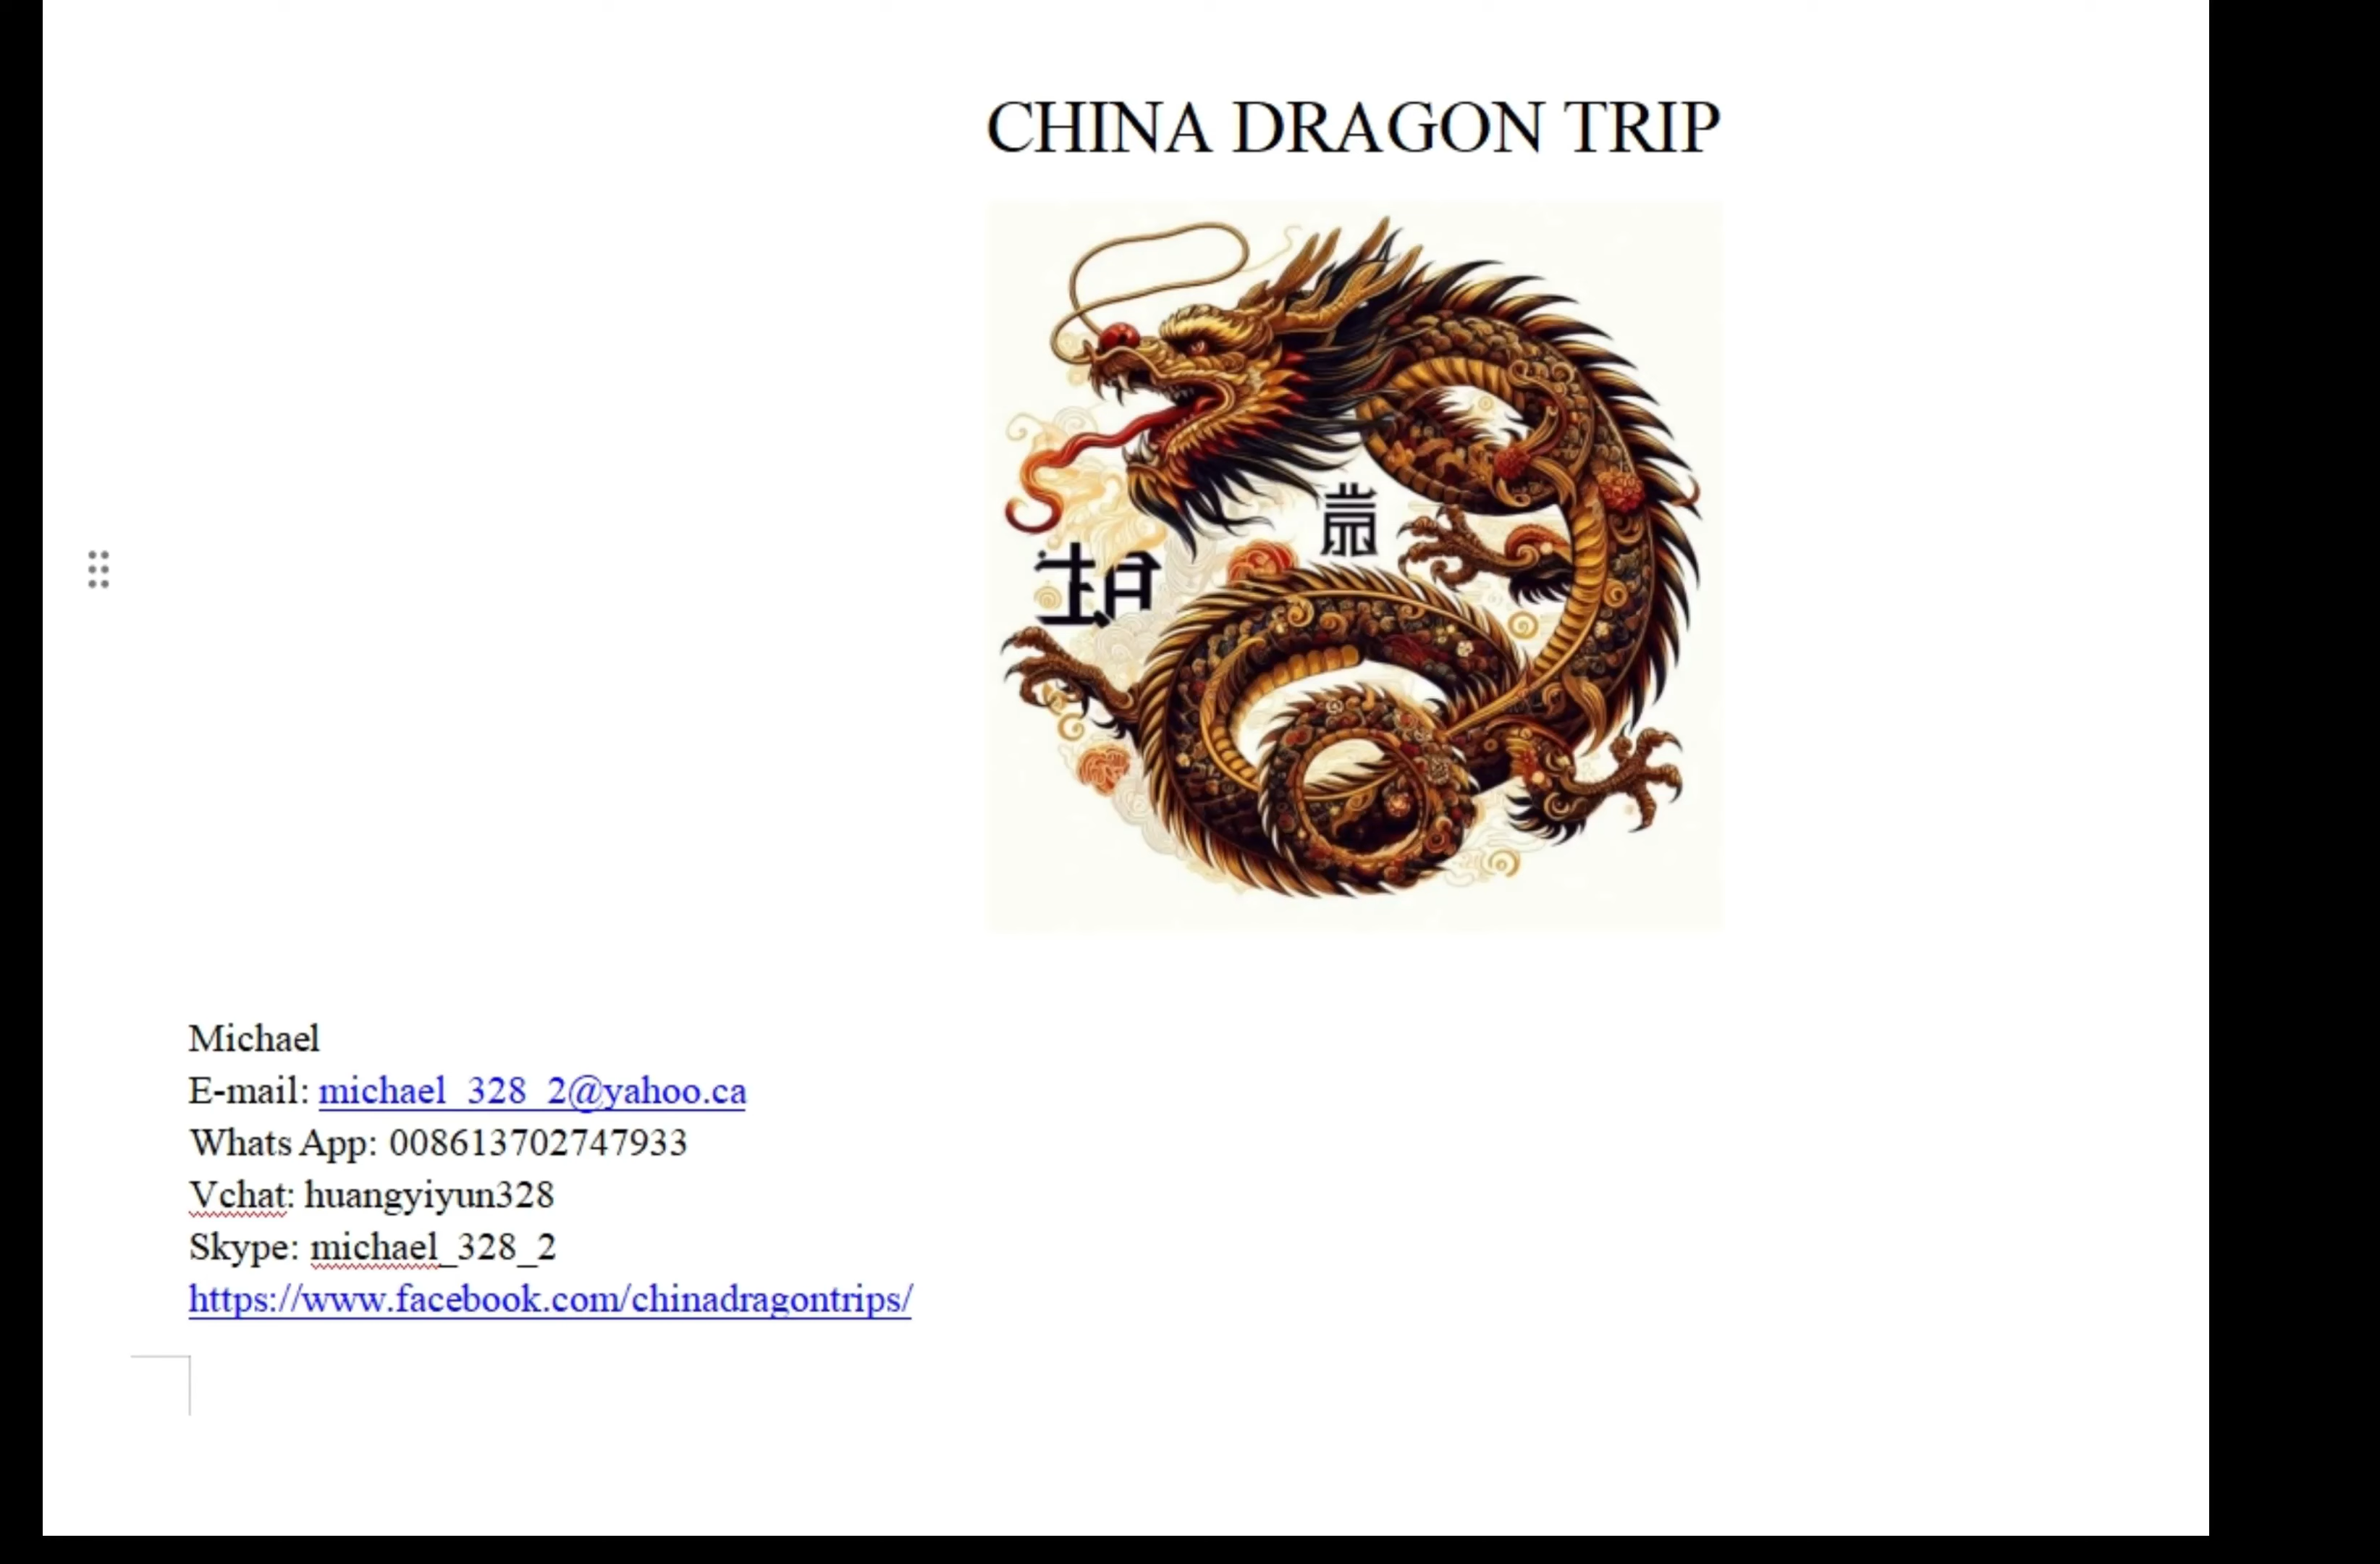 CHINA DRAGON TRIP
Michael
E-mail: michael_328_2@yahoo.ca
Whats App: 008613702747933
Vchat: huangyiyun328
Skype: michael_328_2
https://www.facebook.com/chinadragontrips/